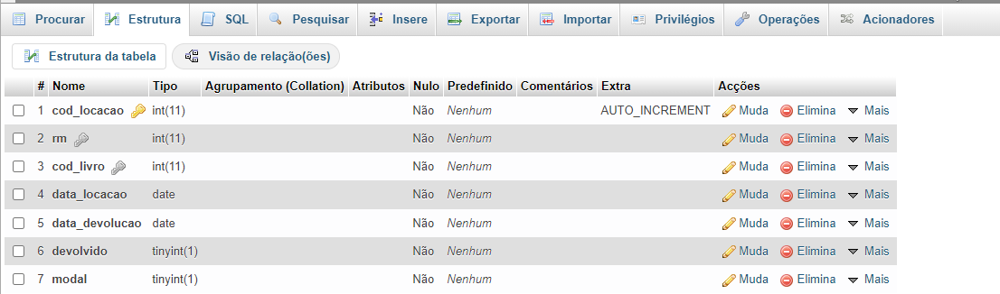 Procurar Estrutura SQL Pesquisar Insere Exportar Importar Privilégios Operações Acionadores
Estrutura da tabela Visão de relação(ões)
# Nome Tipo Agrupamento (Collation) Atributos Nulo Predefinido Comentários Extra Acções
1 cod_locacao int(11) Não Nenhum AUTO_INCREMENT Muda Elimina Mais
2 rm int(11) Não Nenhum Muda Elimina Mais
3 cod_livro int(11) Não Nenhum Muda Elimina Mais
4 data_locacao date Não Nenhum Muda Elimina Mais
5 data_devolucao date Não Nenhum Muda Elimina Mais
6 devolvido tinyint(1) Não Nenhum Muda Elimina Mais
7 modal tinyint(1) Não Nenhum Muda Elimina Mais